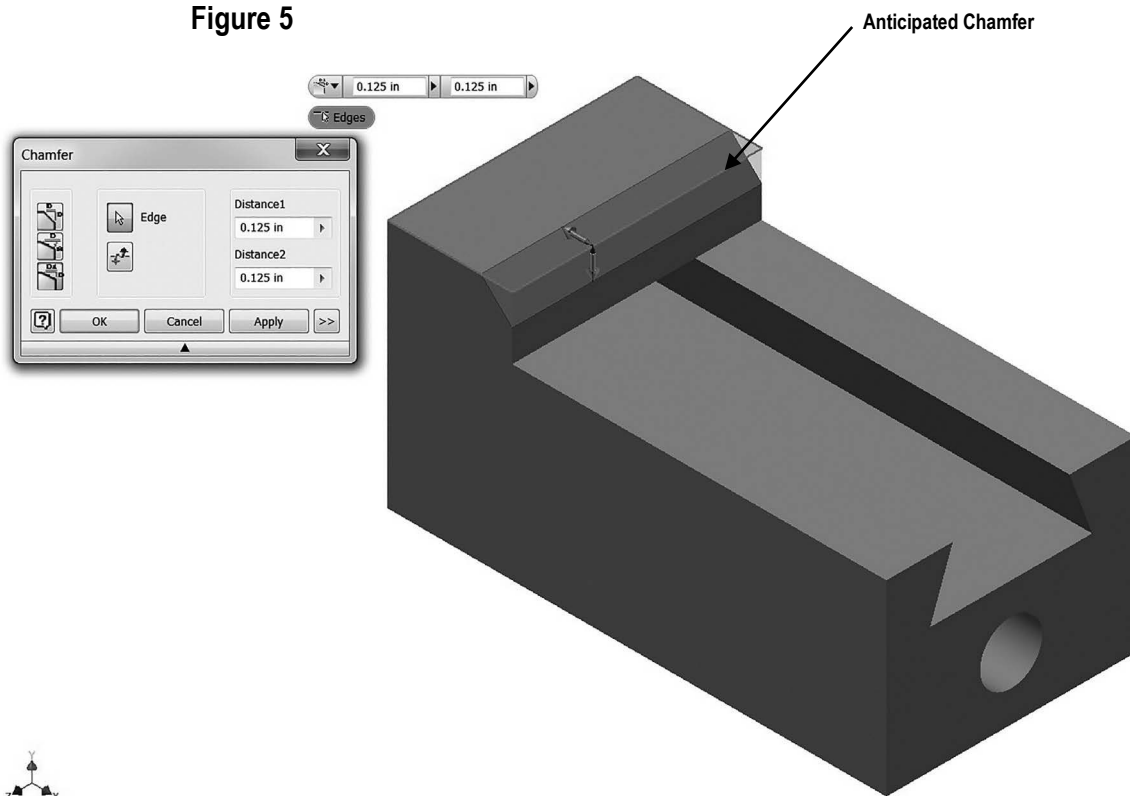 Figure 5
Anticipated Chamfer
0.125 in 0.125 in
Edges
Chamfer
Edge
Distance1
0.125 in
Distance2
0.125 in
OK Cancel Apply >>
Y